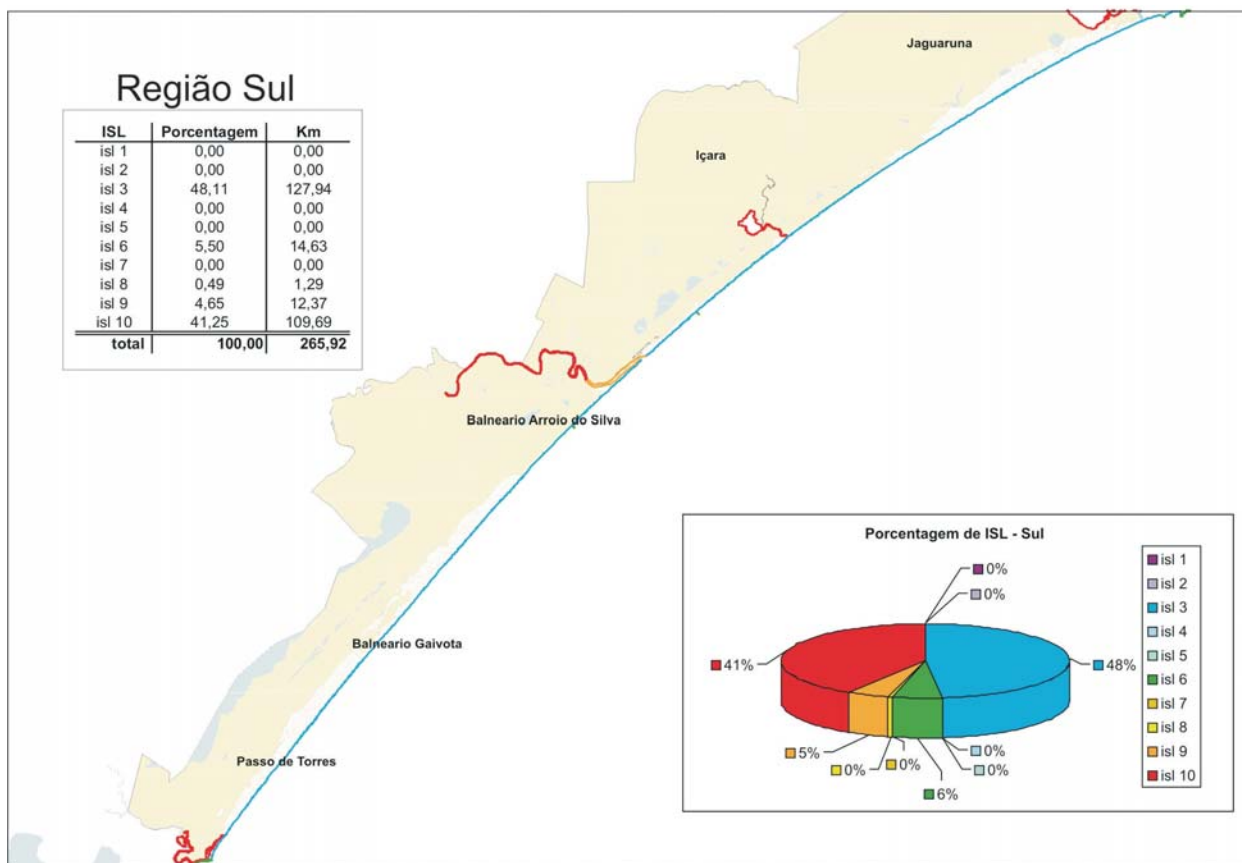 Jaguaruna
Região Sul
ISL Porcentagem Km
isl 1 0,00 0,00
isl 2 0,00 0,00
isl 3 48,11 127,94
isl 4 0,00 0,00
isl 5 0,00 0,00
isl 6 5,50 14,63
isl 7 0,00 0,00
isl 8 0,49 1,29
isl 9 4,65 12,37
isl 10 41,25 109,69
total 100,00 265,92
Içara
Balneario Arroio do Silva
Balneario Gaivota
Passo de Torres
Porcentagem de ISL - Sul
0%
0%
41%
48%
5%
0%
0%
0%
0%
6%
isl 1
isl 2
isl 3
isl 4
isl 5
isl 6
isl 7
isl 8
isl 9
isl 10